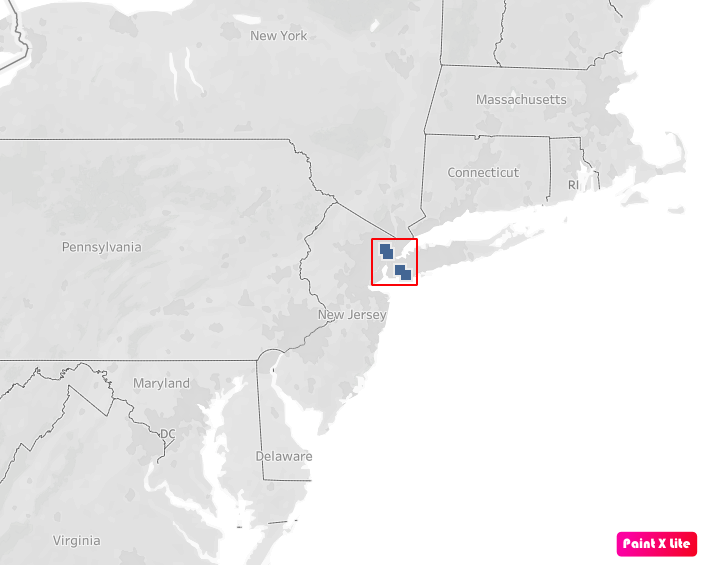 New York
Massachusetts
Connecticut
RI
Pennsylvania
New Jersey
Maryland
DC
Delaware
Virginia
Paint X Lite